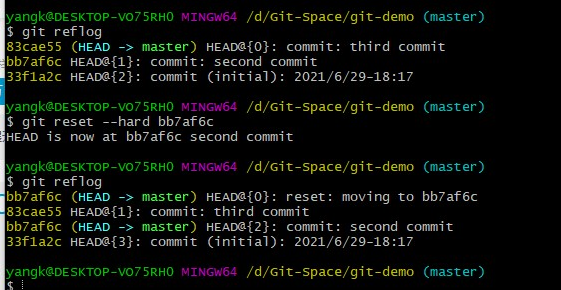 yangk@DESKTOP-VO75RH0 MINGW64 /d/Git-Space/git-demo (master)
$ git reflog
83cae55 (HEAD -> master) HEAD@{0}: commit: third commit
bb7af6c HEAD@{1}: commit: second commit
33f1a2c HEAD@{2}: commit (initial): 2021/6/29-18:17
yangk@DESKTOP-VO75RH0 MINGW64 /d/Git-Space/git-demo (master)
$ git reset --hard bb7af6c
HEAD is now at bb7af6c second commit
yangk@DESKTOP-VO75RH0 MINGW64 /d/Git-Space/git-demo (master)
$ git reflog
bb7af6c (HEAD -> master) HEAD@{0}: reset: moving to bb7af6c
83cae55 HEAD@{1}: commit: third commit
bb7af6c (HEAD -> master) HEAD@{2}: commit: second commit
33f1a2c HEAD@{3}: commit (initial): 2021/6/29-18:17
yangk@DESKTOP-VO75RH0 MINGW64 /d/Git-Space/git-demo (master)
$